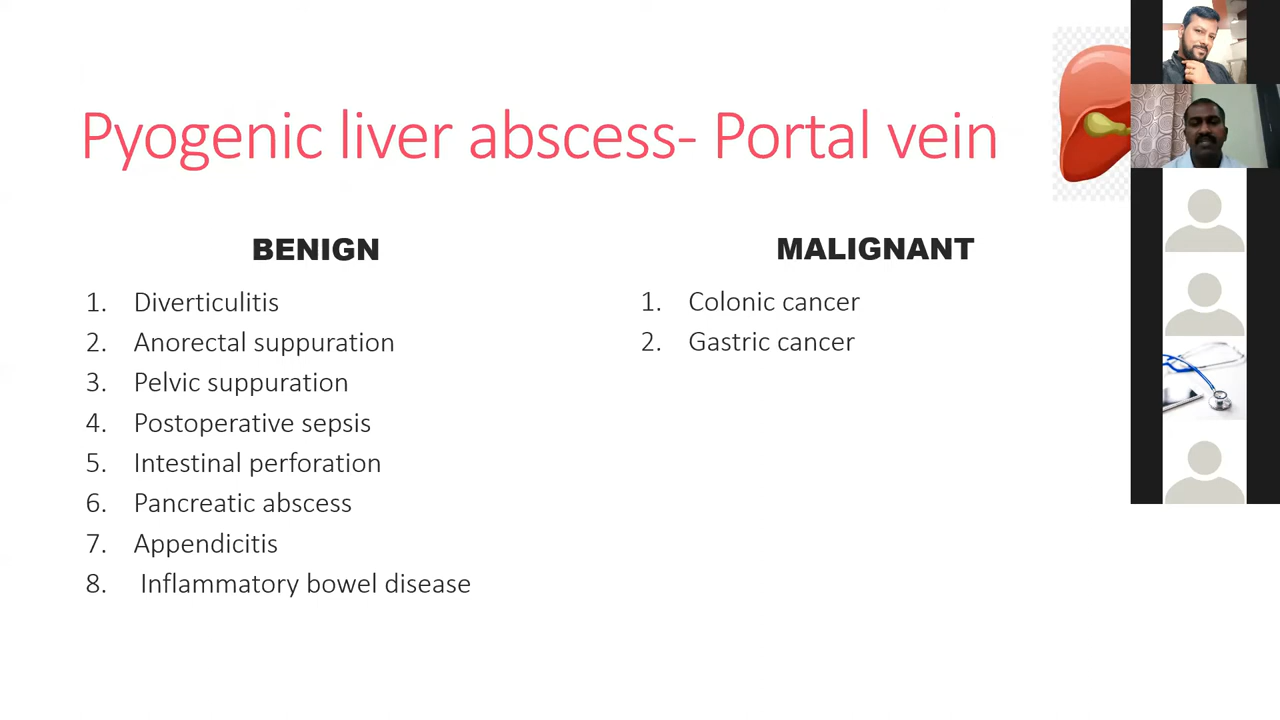 Pyogenic liver abscess- Portal vein
BENIGN
1. Diverticulitis
2. Anorectal suppuration
3. Pelvic suppuration
4. Postoperative sepsis
5. Intestinal perforation
6. Pancreatic abscess
7. Appendicitis
8. Inflammatory bowel disease
MALIGNANT
1. Colonic cancer
2. Gastric cancer